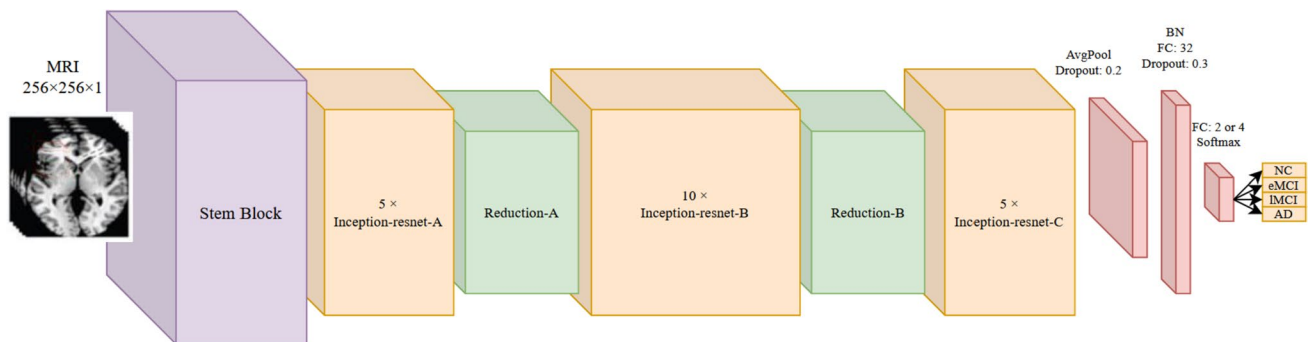 MRI
256×256×1
Stem Block
5 ×
Inception-resnet-A
Reduction-A
10 ×
Inception-resnet-B
Reduction-B
5 ×
Inception-resnet-C
AvgPool
Dropout: 0.2
BN
FC: 32
Dropout: 0.3
FC: 2 or 4
Softmax
NC
eMCI
lMCI
AD